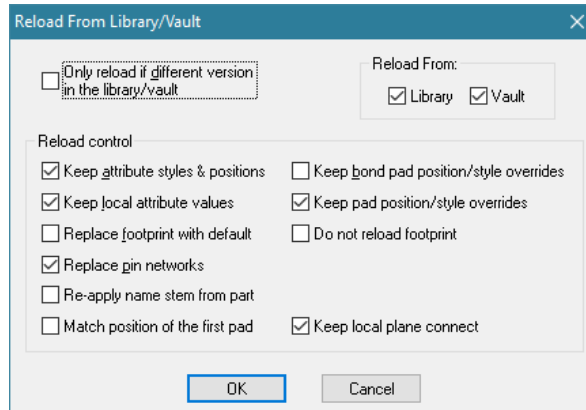 Reload From Library/Vault
Only reload if different version
in the library/vault
Reload From:
Library
Vault
Reload control
Keep attribute styles & positions
Keep bond pad position/style overrides
Keep local attribute values
Keep pad position/style overrides
Replace footprint with default
Do not reload footprint
Replace pin networks
Re-apply name stem from part
Match position of the first pad
Keep local plane connect
OK
Cancel